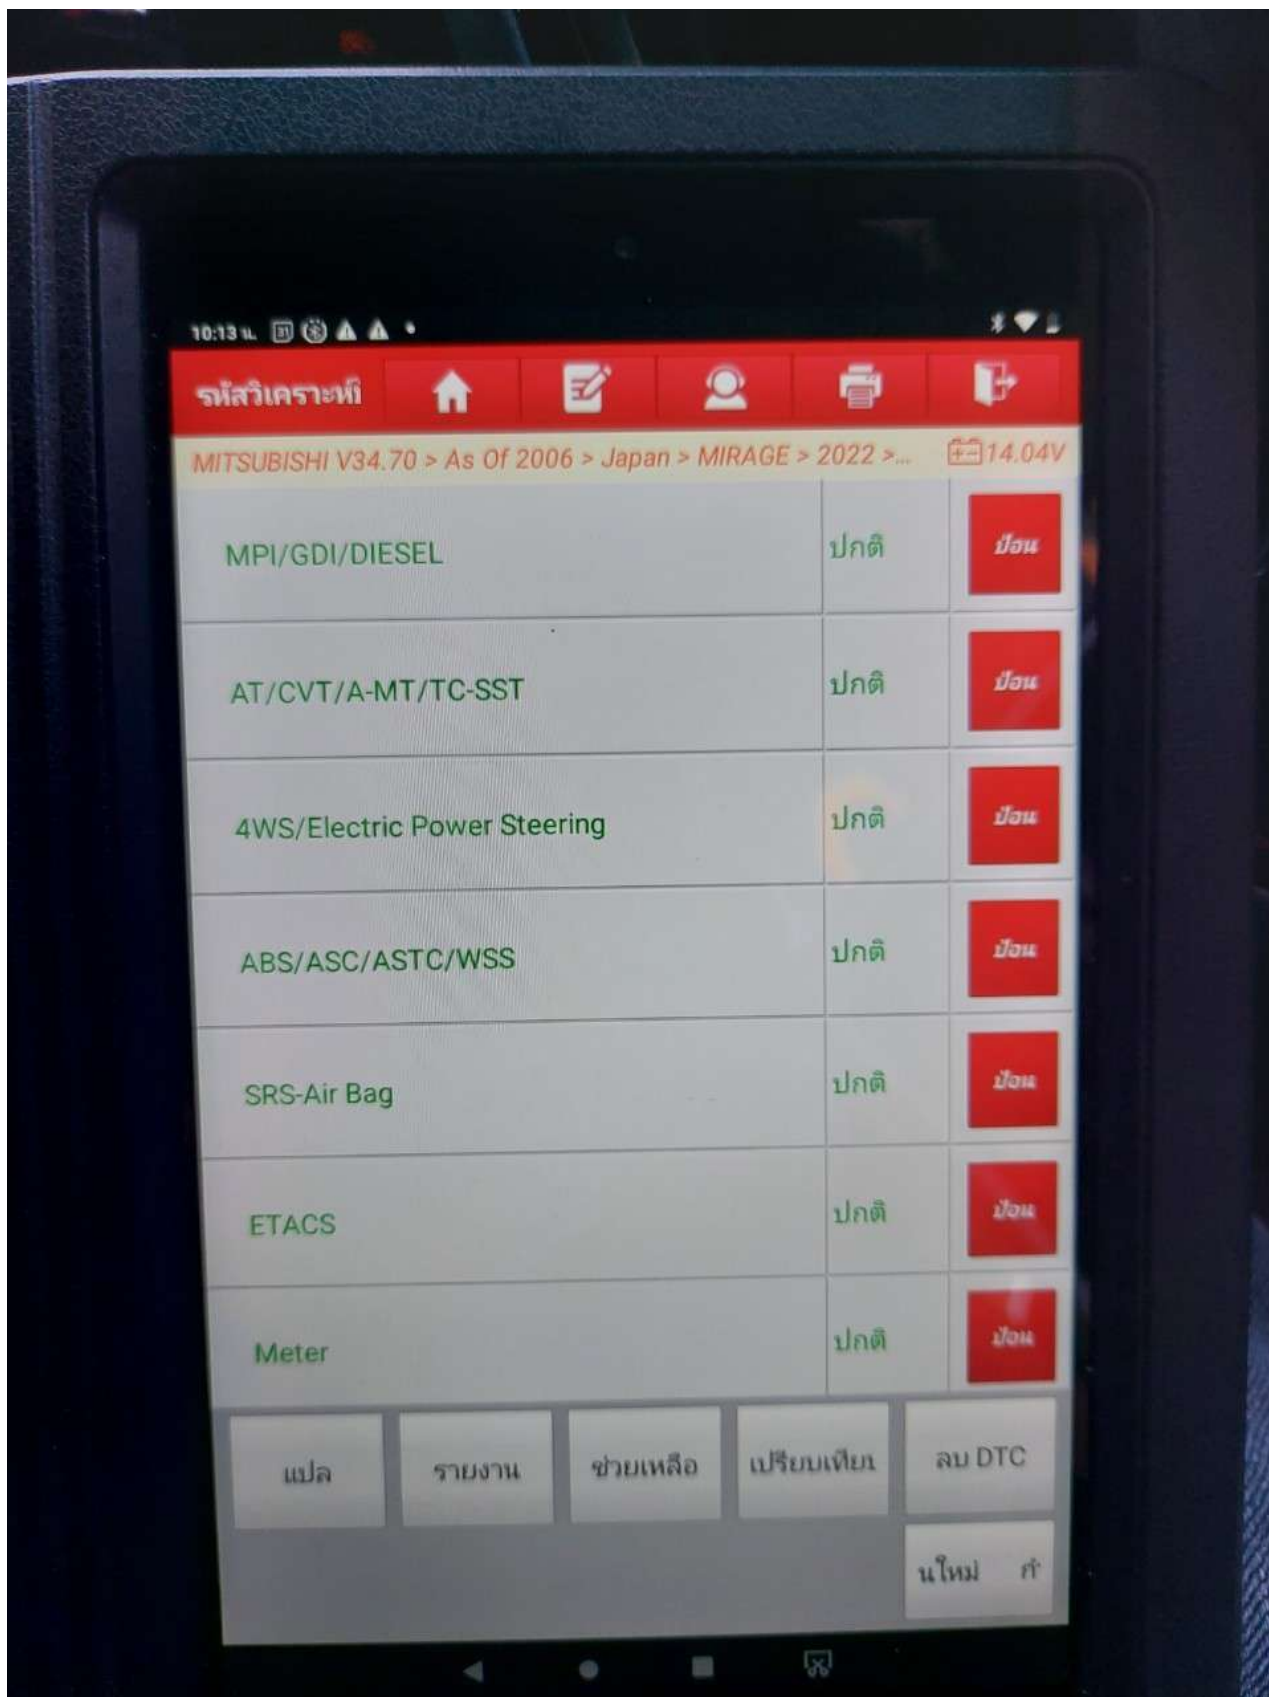 10:13 น.
รหัสวิเคราะห์
MITSUBISHI V34.70 > As Of 2006 > Japan > MIRAGE > 2022 >... 14.04V
MPI/GDI/DIESEL ปกติ ป้อน
AT/CVT/A-MT/TC-SST ปกติ ป้อน
4WS/Electric Power Steering ปกติ ป้อน
ABS/ASC/ASTC/WSS ปกติ ป้อน
SRS-Air Bag ปกติ ป้อน
ETACS ปกติ ป้อน
Meter ปกติ ป้อน
แปล รายงาน ช่วยเหลือ เปรียบเทียบ ลบ DTC
นใหม่